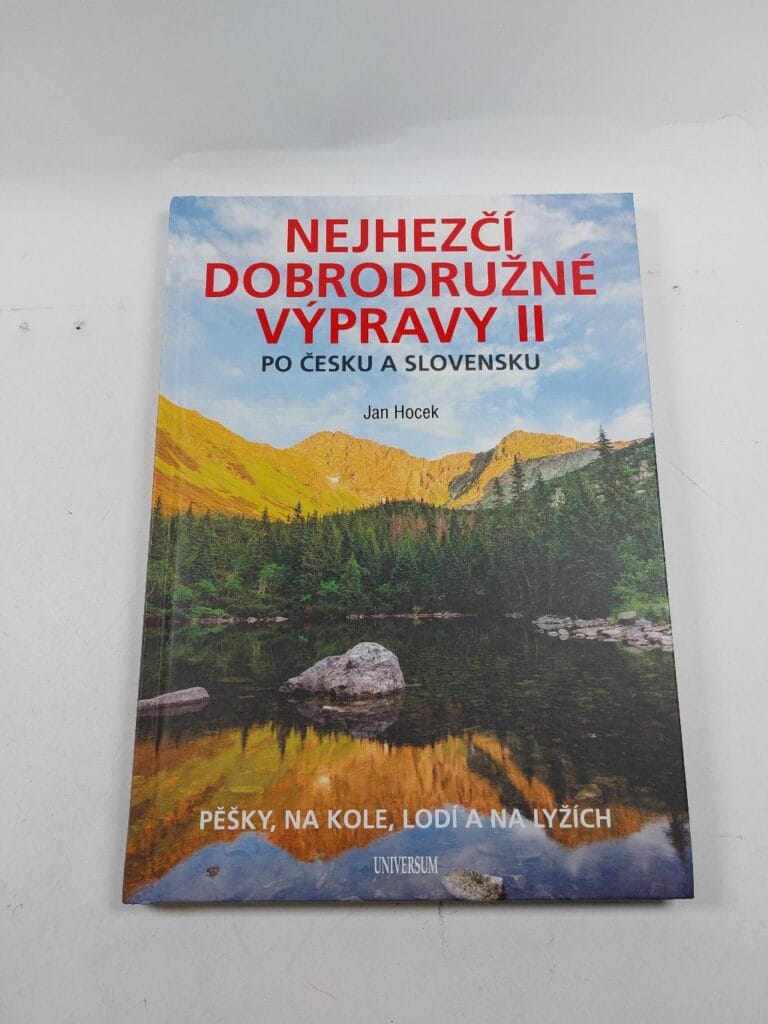 NEJHEZČÍ
DOBRODRUŽNÉ
VÝPRAVY II
PO ČESKU A SLOVENSKU
Jan Hocek
PĚŠKY, NA KOLE, LODÍ A NA LYŽÍCH
UNIVERSUM